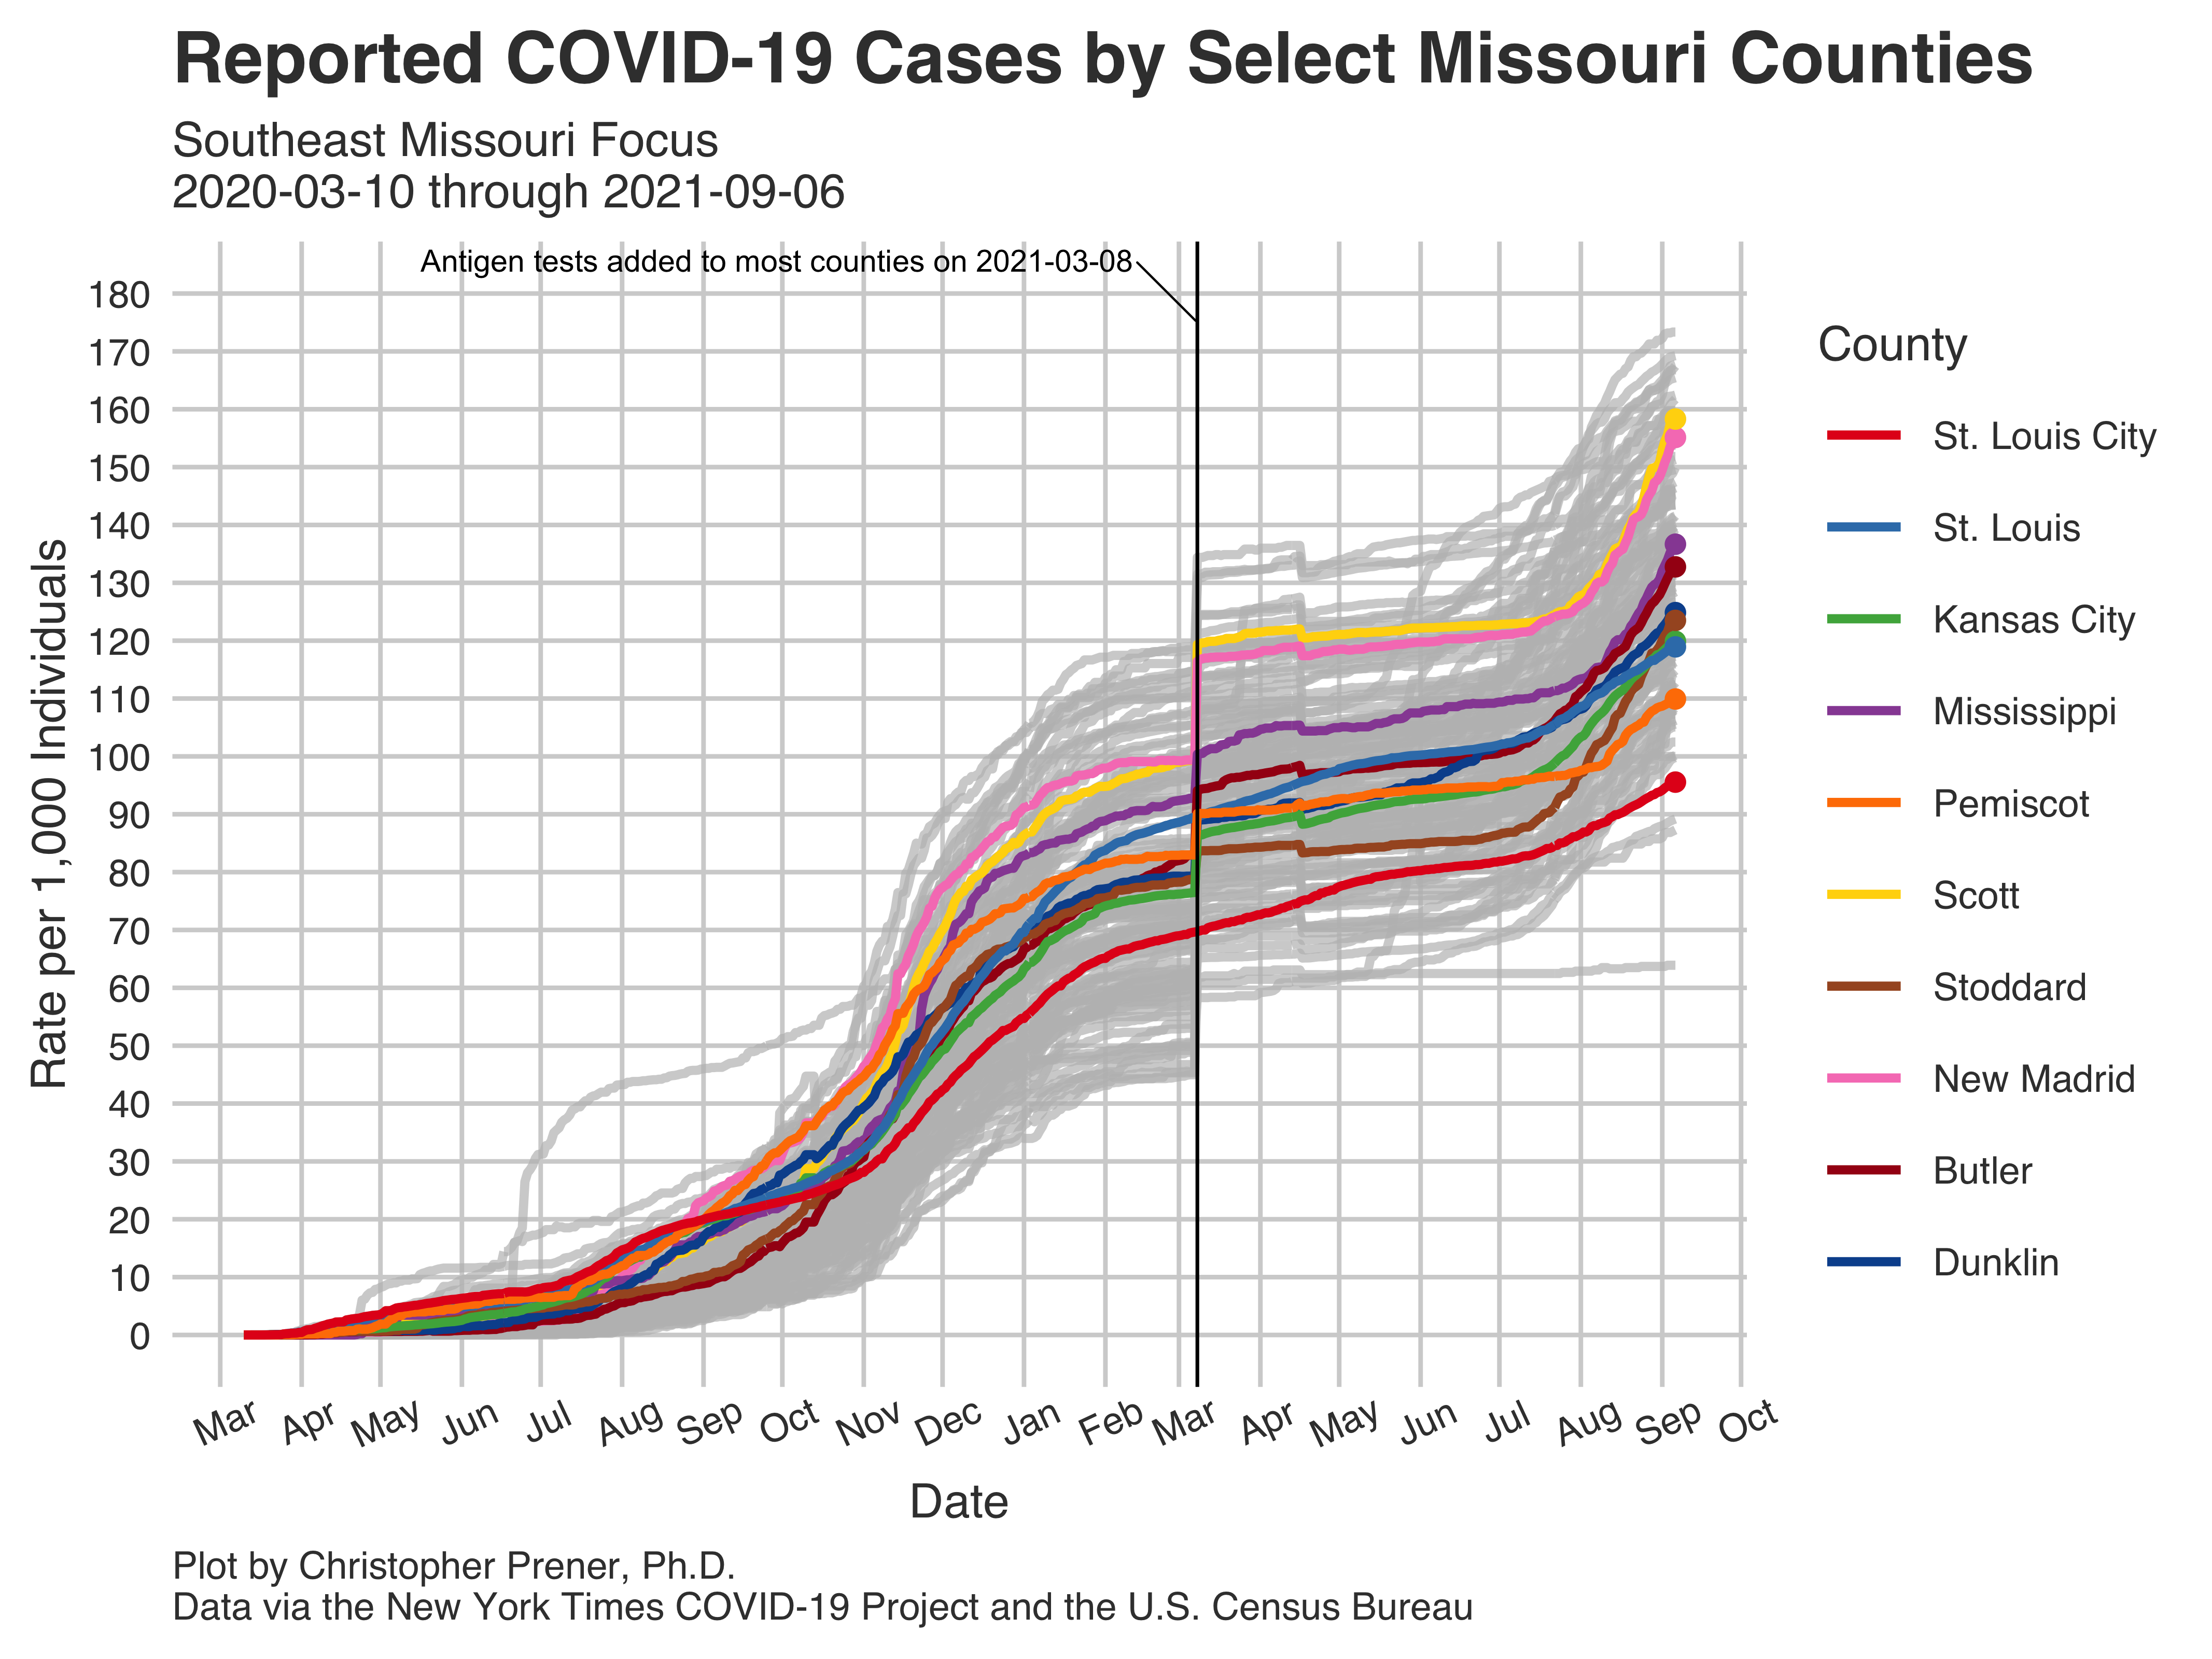 Reported COVID-19 Cases by Select Missouri Counties
Southeast Missouri Focus
2020-03-10 through 2021-09-06
Antigen tests added to most counties on 2021-03-08
180
170
160
150
140
130
120
110
100
90
80
70
60
50
40
30
20
10
0
Rate per 1,000 Individuals
Mar Apr May Jun Jul Aug Sep Oct Nov Dec Jan Feb Mar Apr May Jun Jul Aug Sep Oct
Date
County
St. Louis City
St. Louis
Kansas City
Mississippi
Pemiscot
Scott
Stoddard
New Madrid
Butler
Dunklin
Plot by Christopher Prener, Ph.D.
Data via the New York Times COVID-19 Project and the U.S. Census Bureau